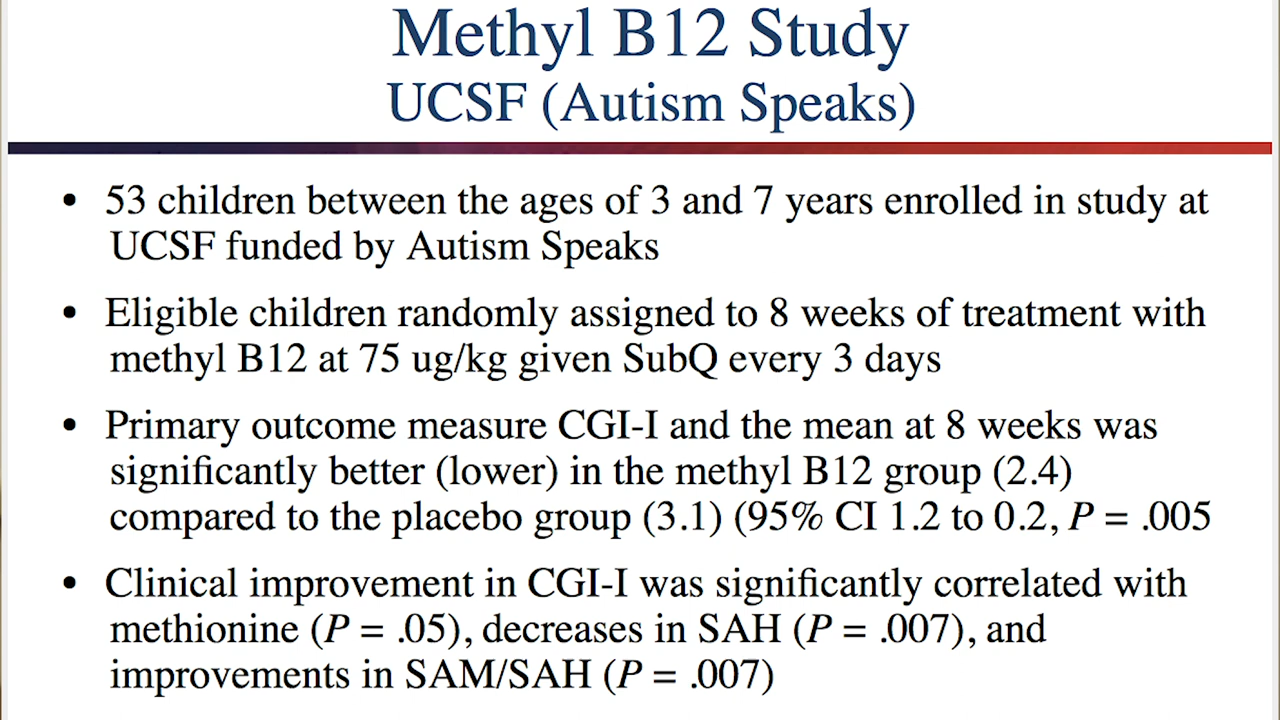 Methyl B12 Study
UCSF (Autism Speaks)
• 53 children between the ages of 3 and 7 years enrolled in study at
UCSF funded by Autism Speaks
• Eligible children randomly assigned to 8 weeks of treatment with
methyl B12 at 75 ug/kg given SubQ every 3 days
• Primary outcome measure CGI-I and the mean at 8 weeks was
significantly better (lower) in the methyl B12 group (2.4)
compared to the placebo group (3.1) (95% CI 1.2 to 0.2, P = .005
• Clinical improvement in CGI-I was significantly correlated with
methionine (P = .05), decreases in SAH (P = .007), and
improvements in SAM/SAH (P = .007)